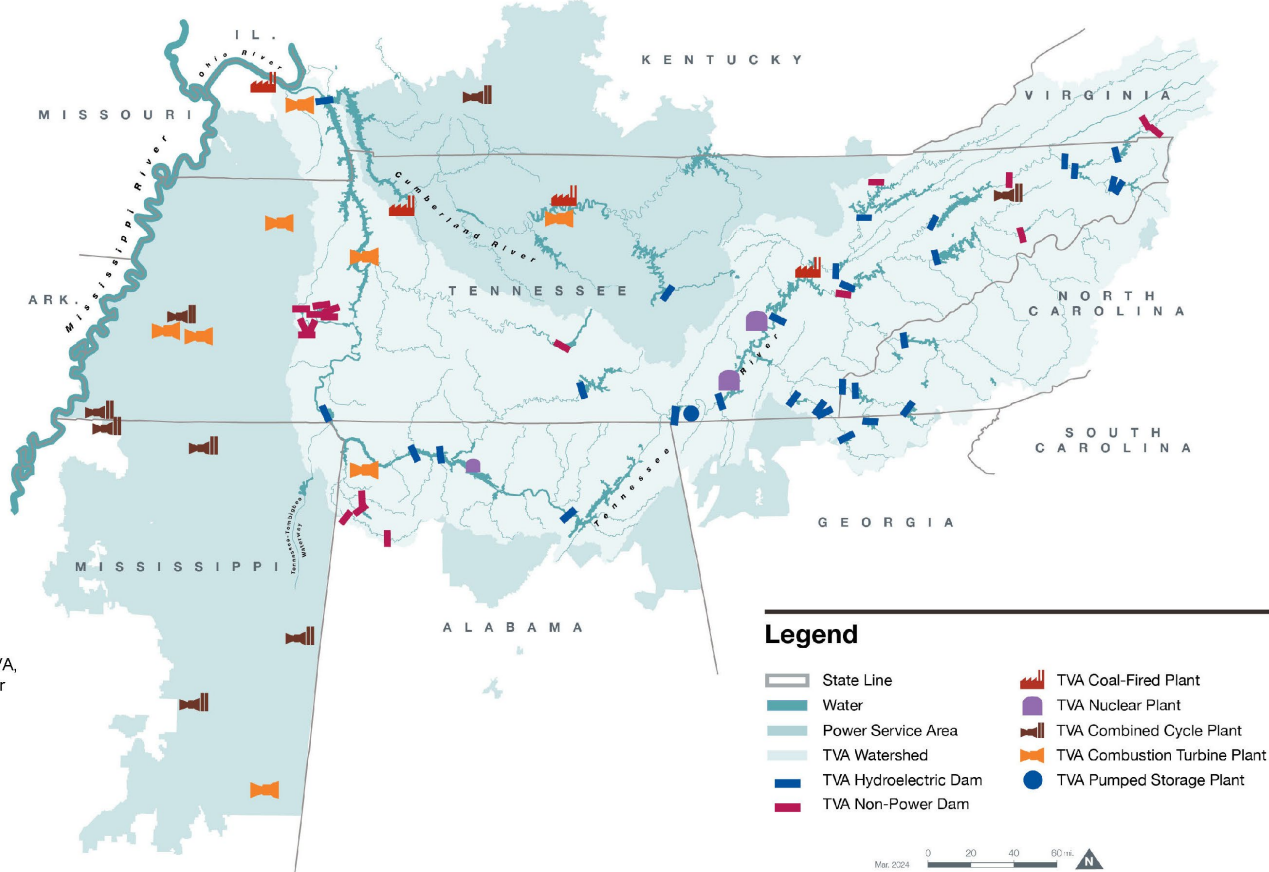 IL.
Ohio River
KENTUCKY
VIRGINIA
MISSOURI
Mississippi River
Cumberland River
TENNESSEE
ARK.
NORTH
CAROLINA
River
SOUTH
CAROLINA
Tennessee
Tennessee-Tombigbee
Waterway
GEORGIA
MISSISSIPPI
ALABAMA
VA,
r
Legend
State Line
Water
Power Service Area
TVA Watershed
TVA Hydroelectric Dam
TVA Non-Power Dam
TVA Coal-Fired Plant
TVA Nuclear Plant
TVA Combined Cycle Plant
TVA Combustion Turbine Plant
TVA Pumped Storage Plant
Mar. 2024
0 20 40 60 mi.
N